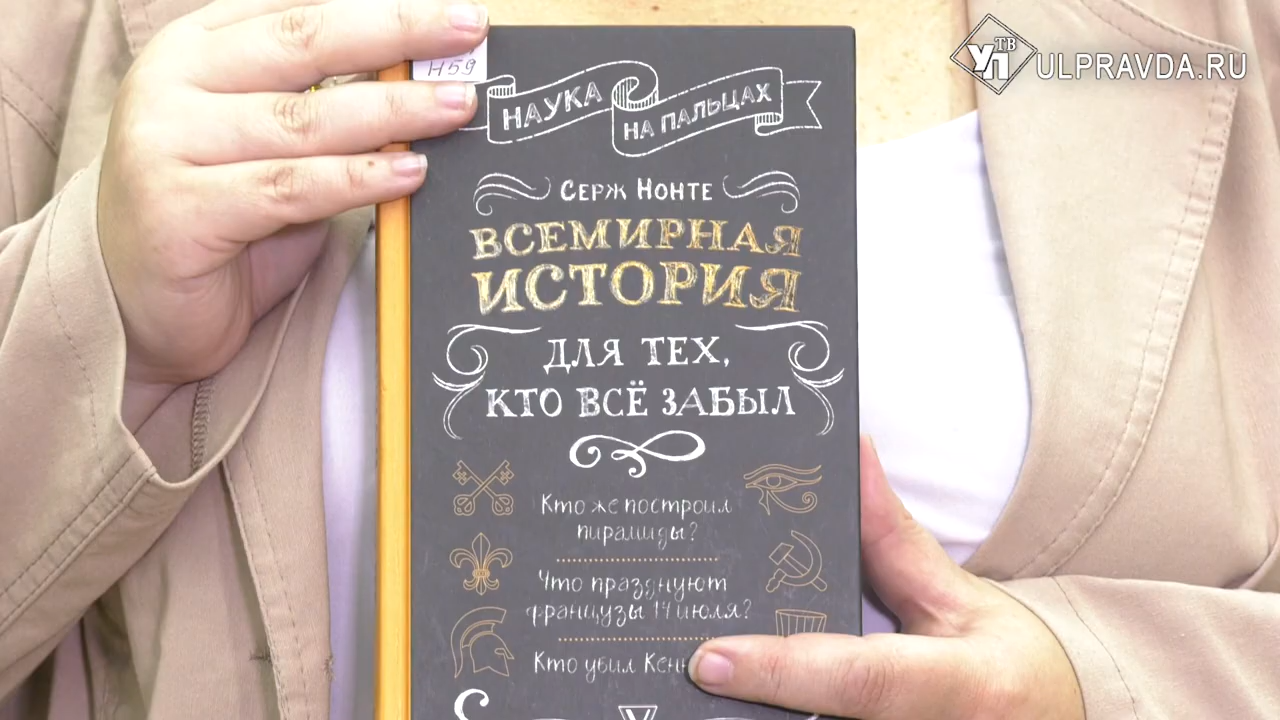 Н59
УП ТВ ULPRAVDA.RU
НАУКА
НА ПАЛЬЦАХ
Серж Нонте
ВСЕМИРНАЯ
ИСТОРИЯ
ДЛЯ ТЕХ,
КТО ВСЁ ЗАБЫЛ
Кто же построил
пирамиды?
Что празднуют
французы 14 июля?
Кто убил